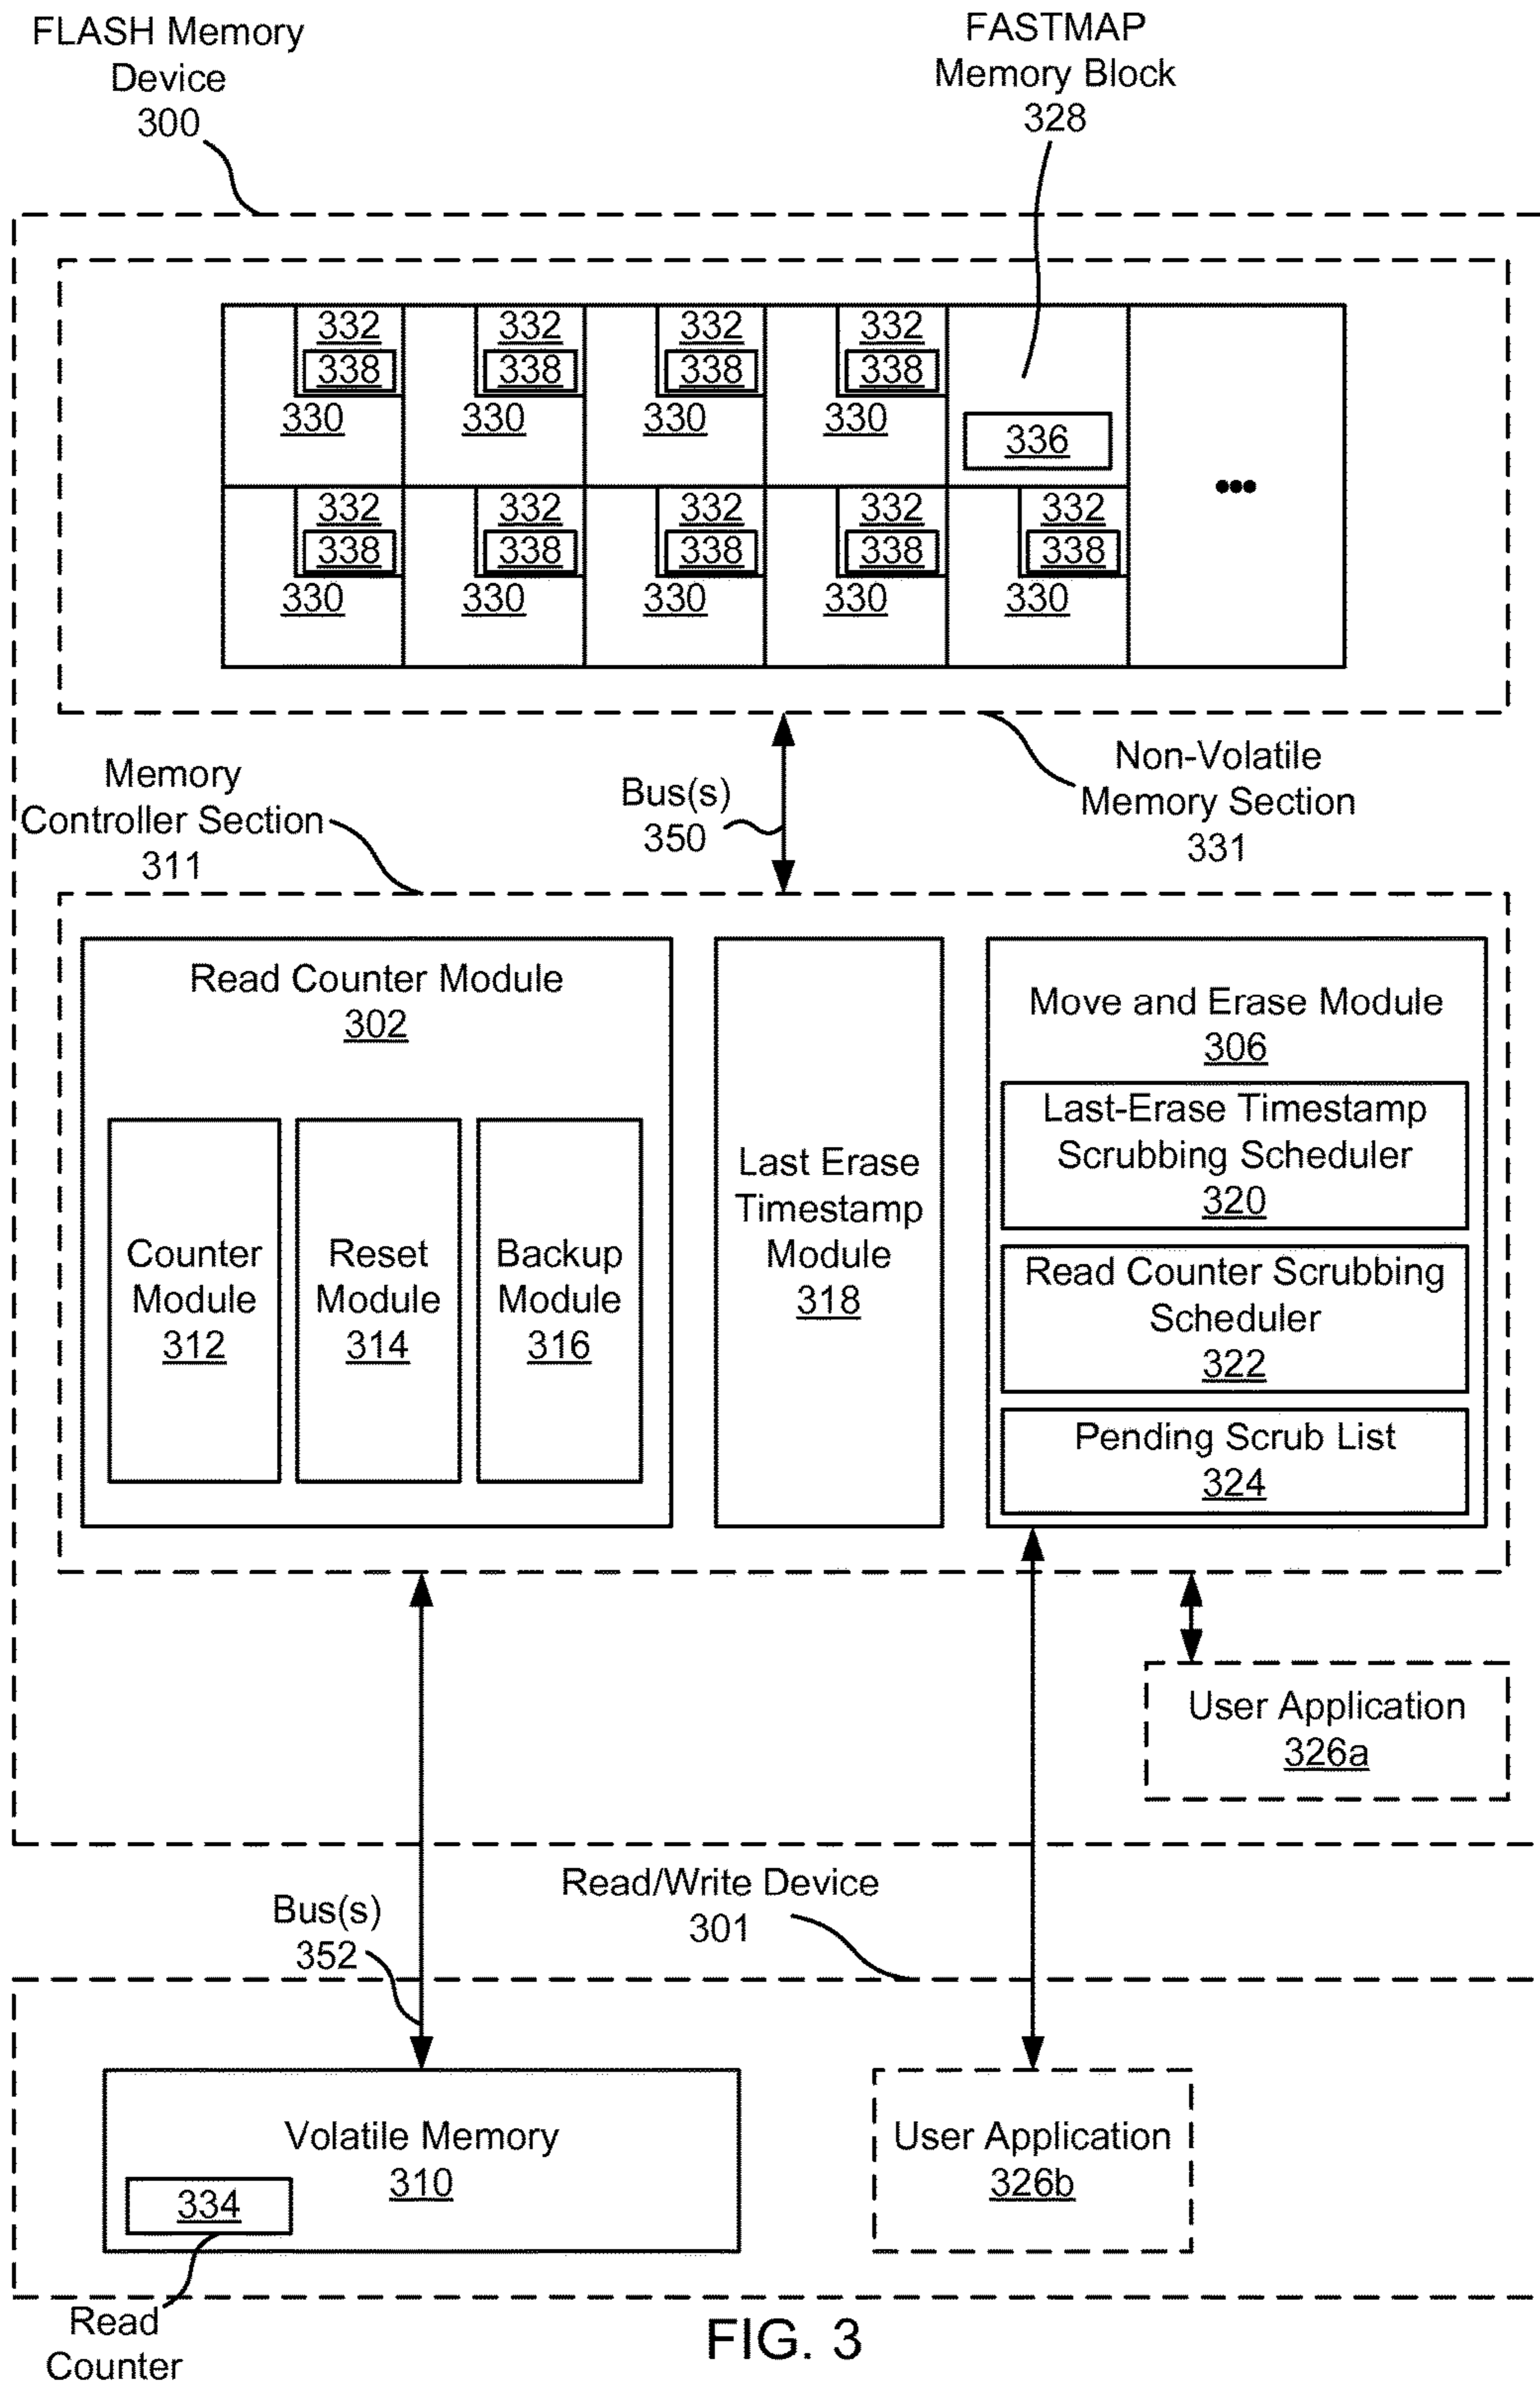 FLASH Memory
Device
300
FASTMAP
Memory Block
328
332 332 332 332
338 338 338 338
330 330 330 330
336
332 332 332 332 332
338 338 338 338 338
330 330 330 330 330
•••
Memory
Controller Section
311
Bus(s)
350
Non-Volatile
Memory Section
331
Read Counter Module
302
Counter
Module
312
Reset
Module
314
Backup
Module
316
Last Erase
Timestamp
Module
318
Move and Erase Module
306
Last-Erase Timestamp
Scrubbing Scheduler
320
Read Counter Scrubbing
Scheduler
322
Pending Scrub List
324
User Application
326a
Bus(s)
352
Read/Write Device
301
Volatile Memory
310
334
User Application
326b
Read
Counter
FIG. 3